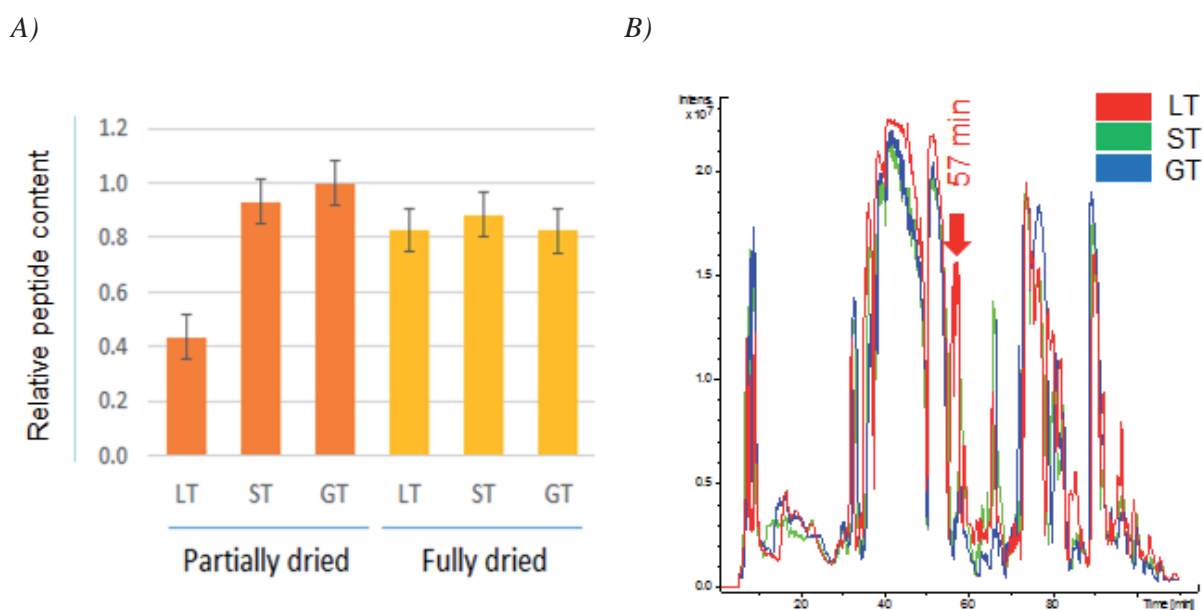 A)
B)
Relative peptide content
1.2
1.0
0.8
0.6
0.4
0.2
0.0
LT ST GT LT ST GT
Partially dried Fully dried
Intens.
x10⁷
57 min
LT
ST
GT
2.0
1.5
1.0
0.5
0.0
20 40 60 80 Time [min]